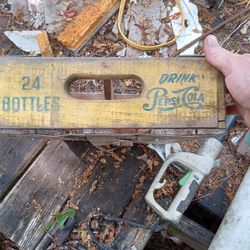 24
BOTTLES
DRINK
PEPSI-COLA